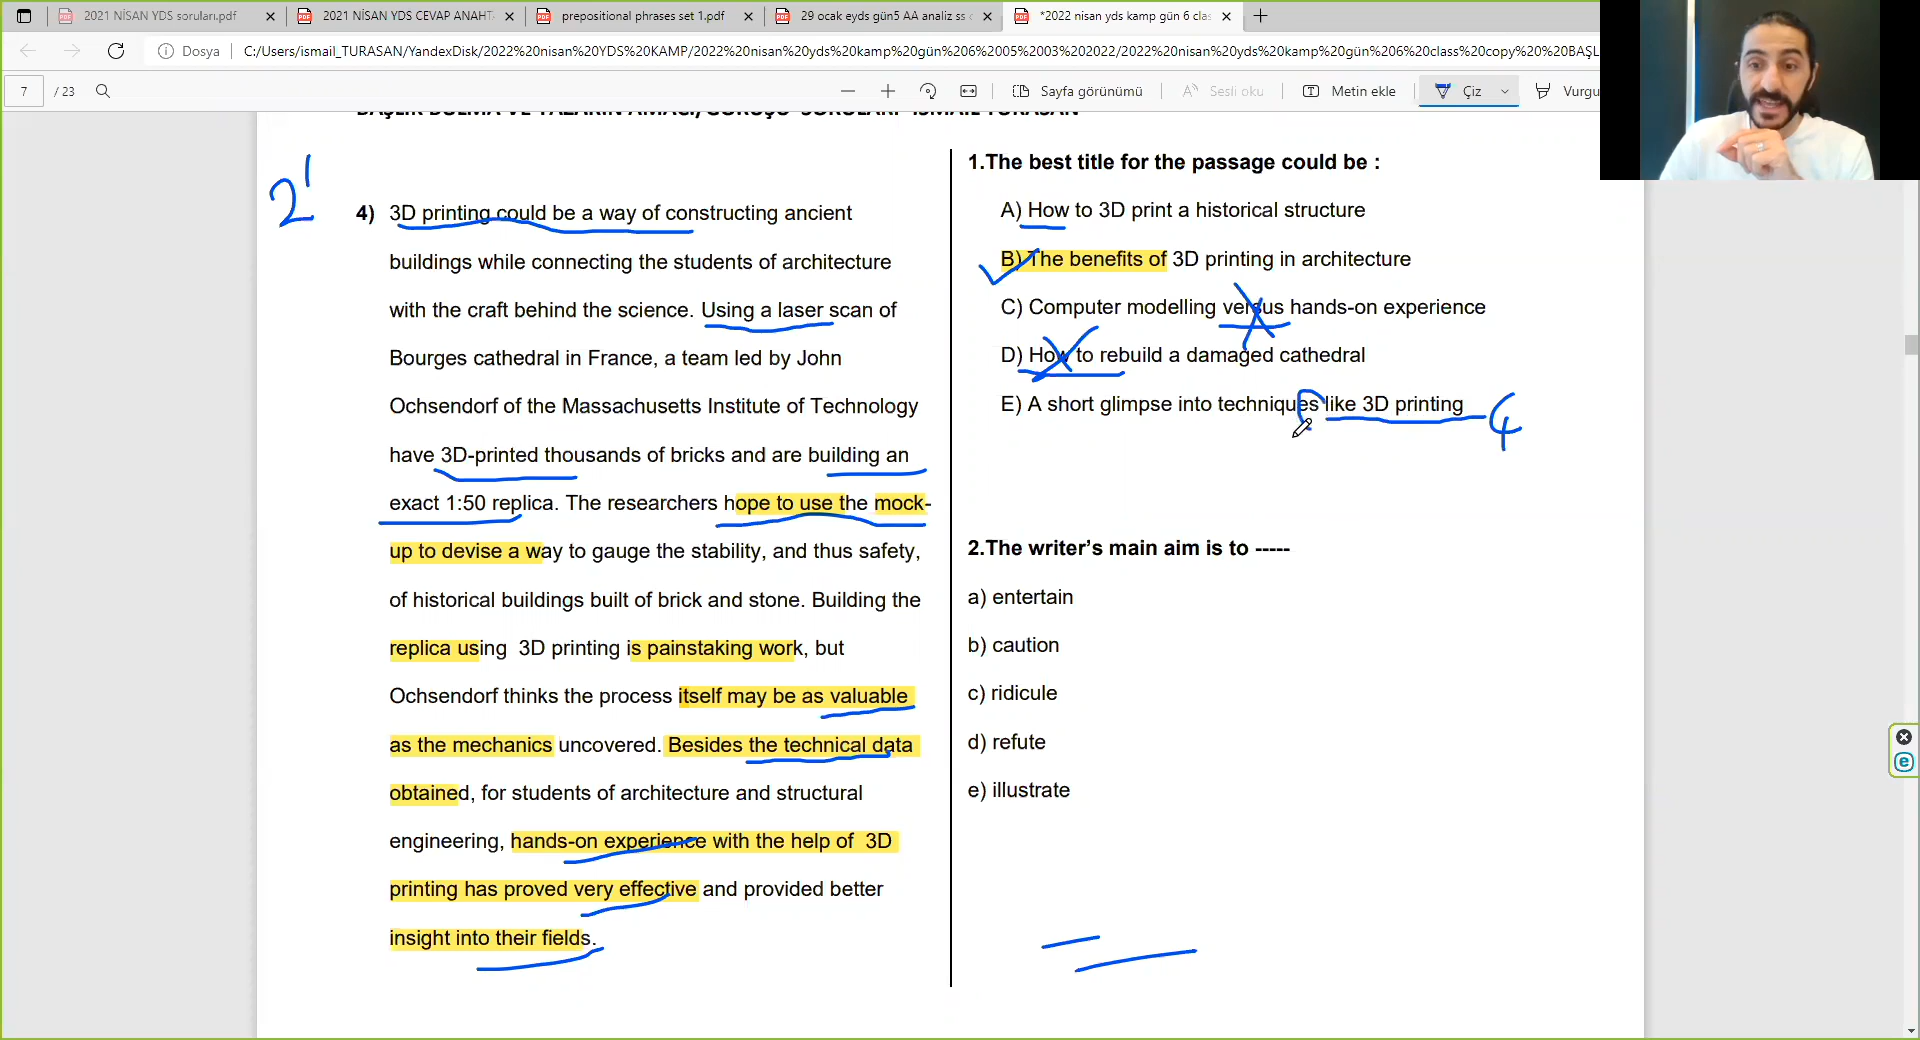 2021 NİSAN YDS soruları.pdf
2021 NİSAN YDS CEVAP ANAHT
prepositional phrases set 1.pdf
29 ocak eyds gün5 AA analiz ss
*2022 nisan yds kamp gün 6 clas
Dosya
C:/Users/ismail_TURASAN/YandexDisk/2022%20nisan%20YDS%20KAMP/2022%20nisan%20yds%20kamp%20gün%206%2005%2003%202022/2022%20nisan%20yds%20kamp%20gün%206%20class%20copy%20%20BAŞL
7 / 23
Sayfa görünümü
Sesli oku
Metin ekle
Çiz
Vurgu
BAŞLIK BULMA VE YAZARIN AMACI/GÖRÜŞÜ SORULARI- İSMAİL TURASAN
2'
4) 3D printing could be a way of constructing ancient
buildings while connecting the students of architecture
with the craft behind the science. Using a laser scan of
Bourges cathedral in France, a team led by John
Ochsendorf of the Massachusetts Institute of Technology
have 3D-printed thousands of bricks and are building an
exact 1:50 replica. The researchers hope to use the mock-
up to devise a way to gauge the stability, and thus safety,
of historical buildings built of brick and stone. Building the
replica using 3D printing is painstaking work, but
Ochsendorf thinks the process itself may be as valuable
as the mechanics uncovered. Besides the technical data
obtained, for students of architecture and structural
engineering, hands-on experience with the help of 3D
printing has proved very effective and provided better
insight into their fields.
1.The best title for the passage could be :
A) How to 3D print a historical structure
B) The benefits of 3D printing in architecture
C) Computer modelling versus hands-on experience
D) How to rebuild a damaged cathedral
E) A short glimpse into techniques like 3D printing
2.The writer’s main aim is to -----
a) entertain
b) caution
c) ridicule
d) refute
e) illustrate